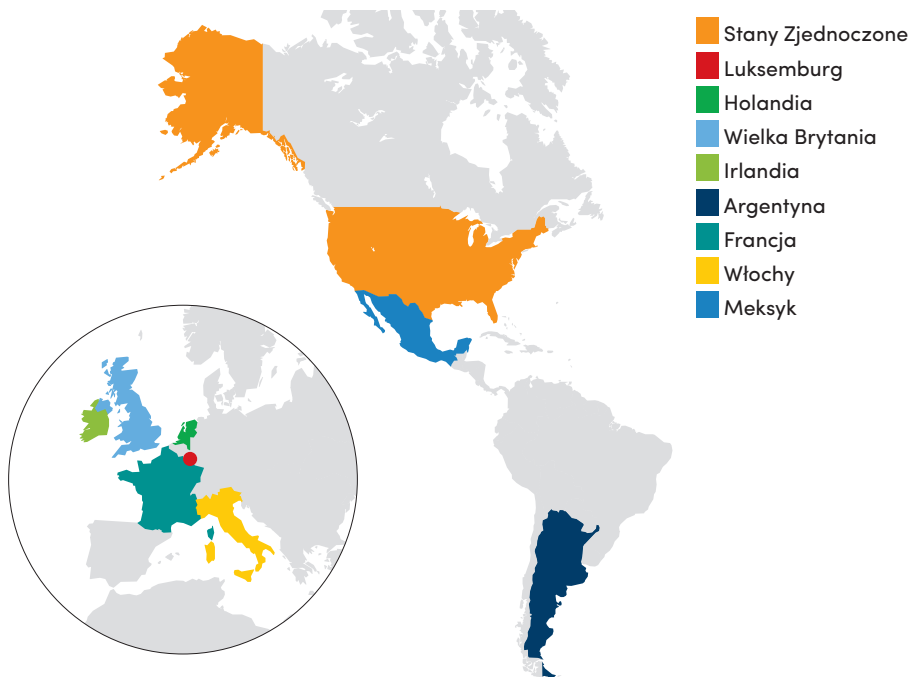 Stany Zjednoczone
Luksemburg
Holandia
Wielka Brytania
Irlandia
Argentyna
Francja
Włochy
Meksyk